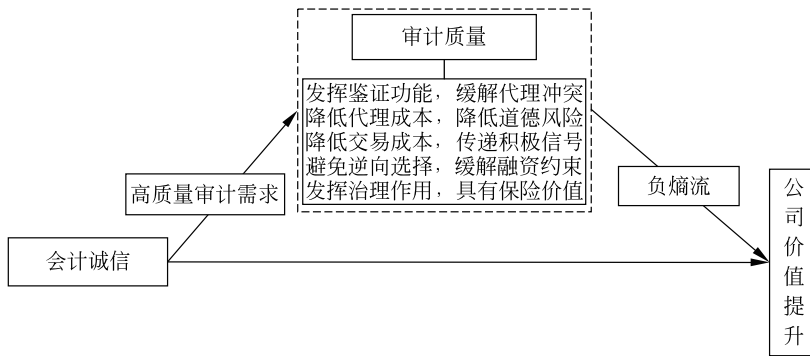 审计质量
发挥鉴证功能，缓解代理冲突
降低代理成本，降低道德风险
降低交易成本，传递积极信号
避免逆向选择，缓解融资约束
发挥治理作用，具有保险价值
高质量审计需求
负熵流
会计诚信
公司价值提升